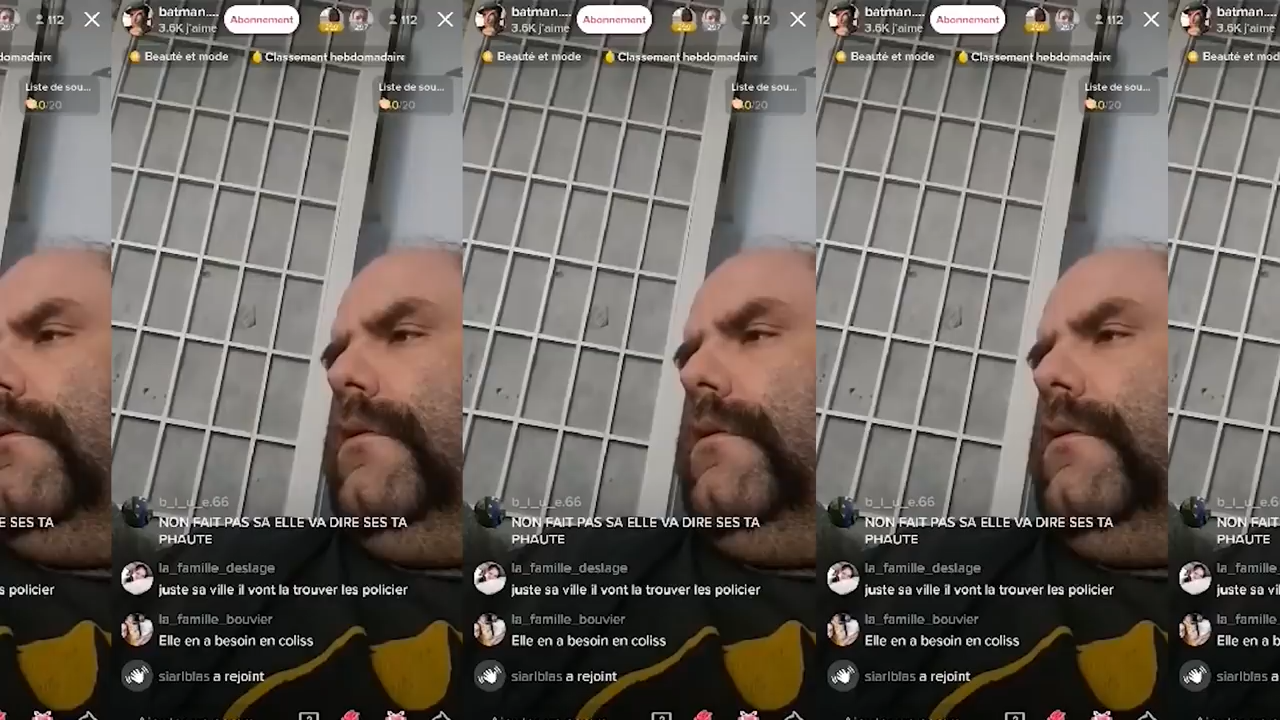 batman....
Abonnement
112
3.6K j'aime
Beauté et mode
Classement hebdomadaire
Liste de sou...
0/20
b_l_u_e.66
NON FAIT PAS SA ELLE VA DIRE SES TA
PHAUTE
la_famille_deslage
juste sa ville il vont la trouver les policier
la_famille_bouvier
Elle en a besoin en coliss
siarlblas a rejoint